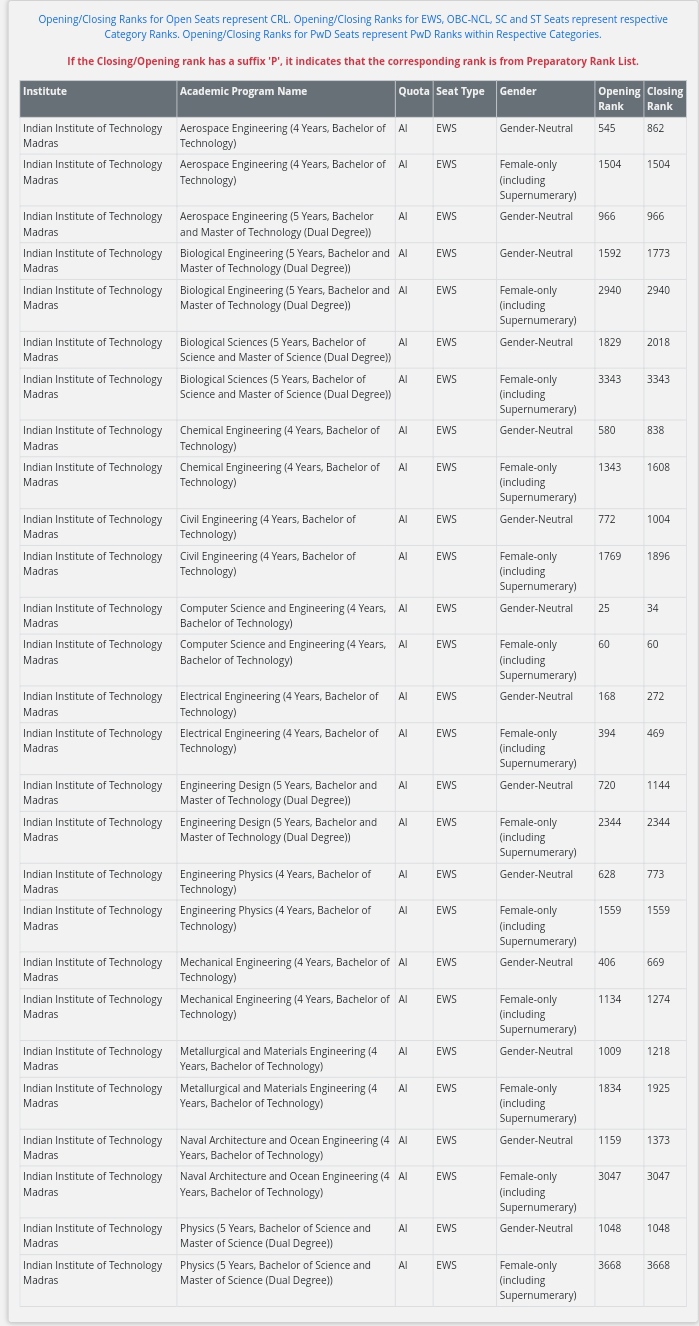 Opening/Closing Ranks for Open Seats represent CRL. Opening/Closing Ranks for EWS, OBC-NCL, SC and ST Seats represent respective
Category Ranks. Opening/Closing Ranks for PwD Seats represent PwD Ranks within Respective Categories.
If the Closing/Opening rank has a suffix 'P', it indicates that the corresponding rank is from Preparatory Rank List.
Institute Academic Program Name Quota Seat Type Gender Opening Closing
Rank Rank
Indian Institute of Technology Aerospace Engineering (4 Years, Bachelor of AI EWS Gender-Neutral 545 862
Madras Technology)
Indian Institute of Technology Aerospace Engineering (4 Years, Bachelor of AI EWS Female-only 1504 1504
Madras Technology) (including
Supernumerary)
Indian Institute of Technology Aerospace Engineering (5 Years, Bachelor AI EWS Gender-Neutral 966 966
Madras and Master of Technology (Dual Degree))
Indian Institute of Technology Biological Engineering (5 Years, Bachelor and AI EWS Gender-Neutral 1592 1773
Madras Master of Technology (Dual Degree))
Indian Institute of Technology Biological Engineering (5 Years, Bachelor and AI EWS Female-only 2940 2940
Madras Master of Technology (Dual Degree)) (including
Supernumerary)
Indian Institute of Technology Biological Sciences (5 Years, Bachelor of AI EWS Gender-Neutral 1829 2018
Madras Science and Master of Science (Dual Degree))
Indian Institute of Technology Biological Sciences (5 Years, Bachelor of AI EWS Female-only 3343 3343
Madras Science and Master of Science (Dual Degree)) (including
Supernumerary)
Indian Institute of Technology Chemical Engineering (4 Years, Bachelor of AI EWS Gender-Neutral 580 838
Madras Technology)
Indian Institute of Technology Chemical Engineering (4 Years, Bachelor of AI EWS Female-only 1343 1608
Madras Technology) (including
Supernumerary)
Indian Institute of Technology Civil Engineering (4 Years, Bachelor of AI EWS Gender-Neutral 772 1004
Madras Technology)
Indian Institute of Technology Civil Engineering (4 Years, Bachelor of AI EWS Female-only 1769 1896
Madras Technology) (including
Supernumerary)
Indian Institute of Technology Computer Science and Engineering (4 Years, AI EWS Gender-Neutral 25 34
Madras Bachelor of Technology)
Indian Institute of Technology Computer Science and Engineering (4 Years, AI EWS Female-only 60 60
Madras Bachelor of Technology) (including
Supernumerary)
Indian Institute of Technology Electrical Engineering (4 Years, Bachelor of AI EWS Gender-Neutral 168 272
Madras Technology)
Indian Institute of Technology Electrical Engineering (4 Years, Bachelor of AI EWS Female-only 394 469
Madras Technology) (including
Supernumerary)
Indian Institute of Technology Engineering Design (5 Years, Bachelor and AI EWS Gender-Neutral 720 1144
Madras Master of Technology (Dual Degree))
Indian Institute of Technology Engineering Design (5 Years, Bachelor and AI EWS Female-only 2344 2344
Madras Master of Technology (Dual Degree)) (including
Supernumerary)
Indian Institute of Technology Engineering Physics (4 Years, Bachelor of AI EWS Gender-Neutral 628 773
Madras Technology)
Indian Institute of Technology Engineering Physics (4 Years, Bachelor of AI EWS Female-only 1559 1559
Madras Technology) (including
Supernumerary)
Indian Institute of Technology Mechanical Engineering (4 Years, Bachelor of AI EWS Gender-Neutral 406 669
Madras Technology)
Indian Institute of Technology Mechanical Engineering (4 Years, Bachelor of AI EWS Female-only 1134 1274
Madras Technology) (including
Supernumerary)
Indian Institute of Technology Metallurgical and Materials Engineering (4 AI EWS Gender-Neutral 1009 1218
Madras Years, Bachelor of Technology)
Indian Institute of Technology Metallurgical and Materials Engineering (4 AI EWS Female-only 1834 1925
Madras Years, Bachelor of Technology) (including
Supernumerary)
Indian Institute of Technology Naval Architecture and Ocean Engineering (4 AI EWS Gender-Neutral 1159 1373
Madras Years, Bachelor of Technology)
Indian Institute of Technology Naval Architecture and Ocean Engineering (4 AI EWS Female-only 3047 3047
Madras Years, Bachelor of Technology) (including
Supernumerary)
Indian Institute of Technology Physics (5 Years, Bachelor of Science and AI EWS Gender-Neutral 1048 1048
Madras Master of Science (Dual Degree))
Indian Institute of Technology Physics (5 Years, Bachelor of Science and AI EWS Female-only 3668 3668
Madras Master of Science (Dual Degree)) (including
Supernumerary)